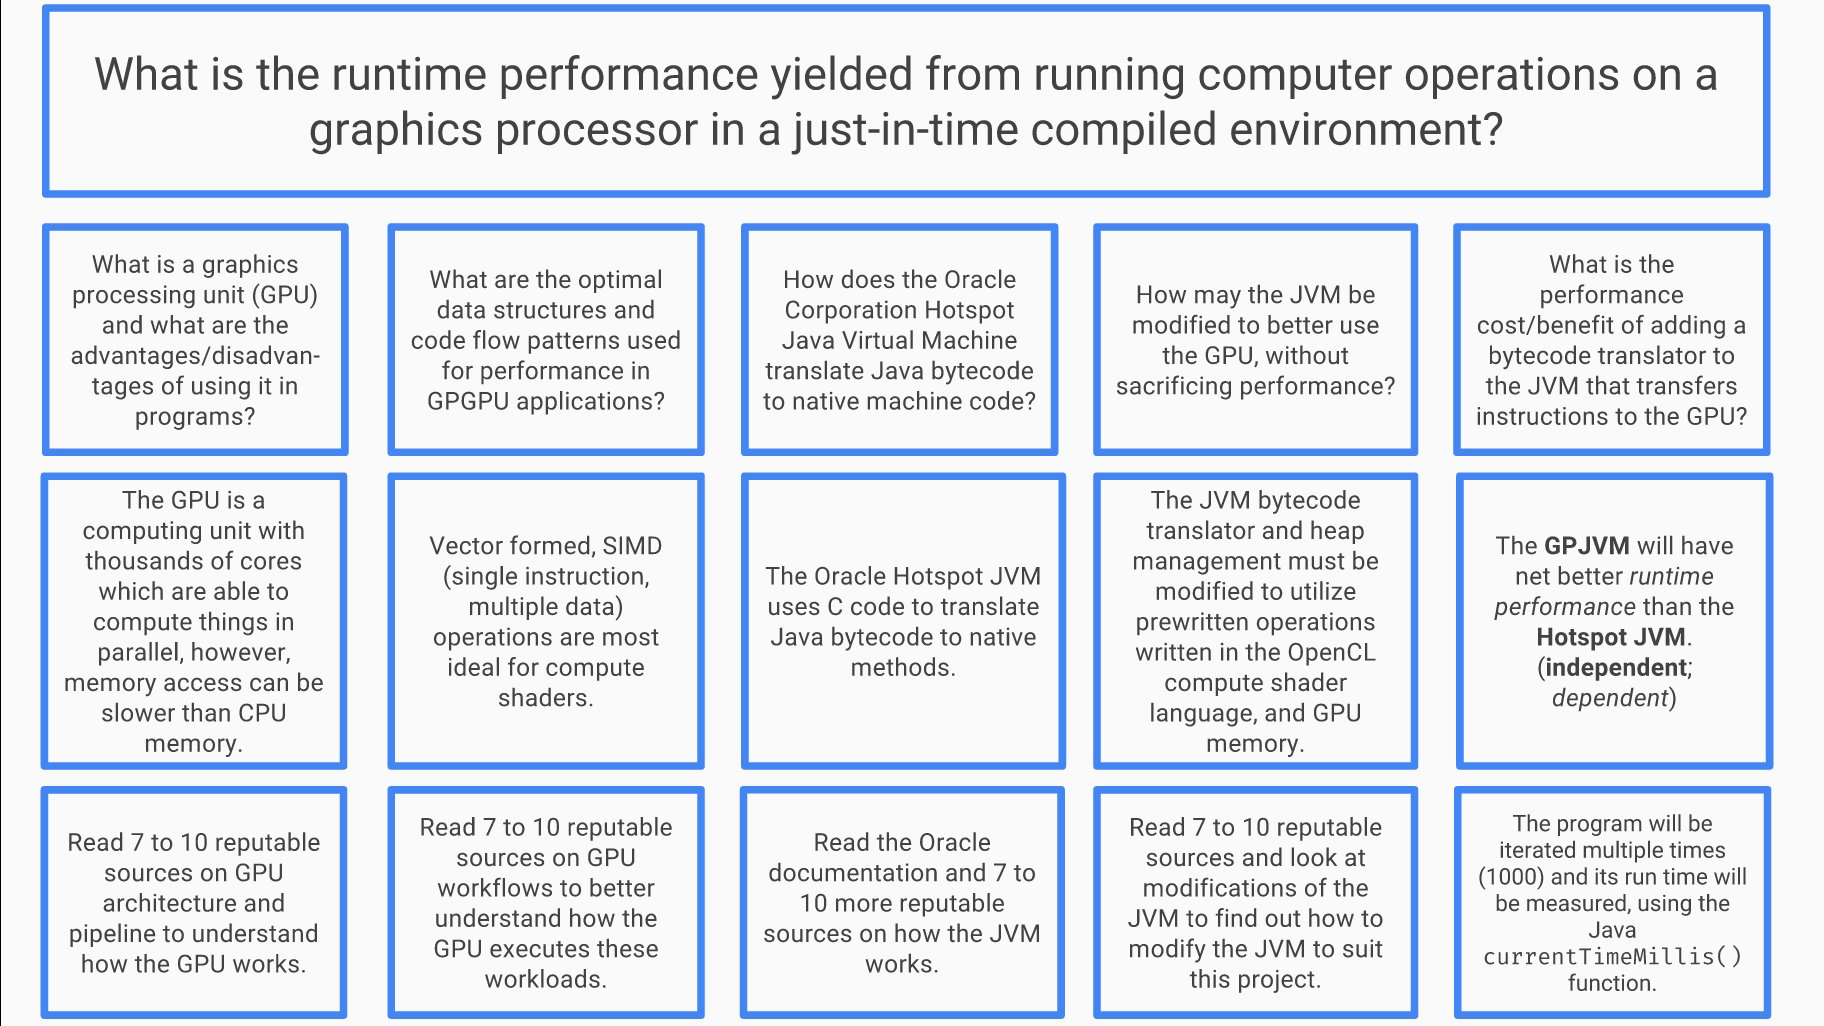 What is the runtime performance yielded from running computer operations on a
graphics processor in a just-in-time compiled environment?
What is a graphics
processing unit (GPU)
and what are the
advantages/disadvan-
tages of using it in
programs?
What are the optimal
data structures and
code flow patterns used
for performance in
GPGPU applications?
How does the Oracle
Corporation Hotspot
Java Virtual Machine
translate Java bytecode
to native machine code?
How may the JVM be
modified to better use
the GPU, without
sacrificing performance?
What is the
performance
cost/benefit of adding a
bytecode translator to
the JVM that transfers
instructions to the GPU?
The GPU is a
computing unit with
thousands of cores
which are able to
compute things in
parallel, however,
memory access can be
slower than CPU
memory.
Vector formed, SIMD
(single instruction,
multiple data)
operations are most
ideal for compute
shaders.
The Oracle Hotspot JVM
uses C code to translate
Java bytecode to native
methods.
The JVM bytecode
translator and heap
management must be
modified to utilize
prewritten operations
written in the OpenCL
compute shader
language, and GPU
memory.
The GPJVM will have
net better runtime
performance than the
Hotspot JVM.
(independent;
dependent)
Read 7 to 10 reputable
sources on GPU
architecture and
pipeline to understand
how the GPU works.
Read 7 to 10 reputable
sources on GPU
workflows to better
understand how the
GPU executes these
workloads.
Read the Oracle
documentation and 7 to
10 more reputable
sources on how the JVM
works.
Read 7 to 10 reputable
sources and look at
modifications of the
JVM to find out how to
modify the JVM to suit
this project.
The program will be
iterated multiple times
(1000) and its run time will
be measured, using the
Java
currentTimeMillis()
function.